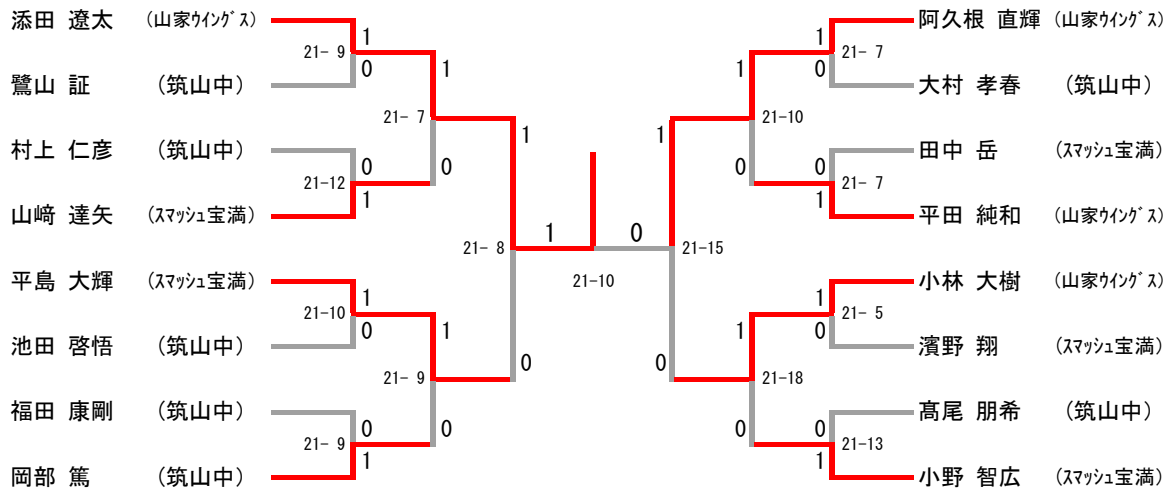 添田 遼太 (山家ウイングス)
21- 9
1
0
鷺山 証 (筑山中)
村上 仁彦 (筑山中)
21-12
0
1
山﨑 達矢 (スマッシュ宝満)
21- 7
1
0
平島 大輝 (スマッシュ宝満)
21-10
1
0
池田 啓悟 (筑山中)
福田 康剛 (筑山中)
21- 9
0
1
岡部 篤 (筑山中)
21- 9
1
0
21- 8
1
0
1
0
21-10
阿久根 直輝 (山家ウイングス)
1
21- 7
0
大村 孝春 (筑山中)
田中 岳 (スマッシュ宝満)
0
21- 7
1
平田 純和 (山家ウイングス)
1
21-10
0
小林 大樹 (山家ウイングス)
1
21- 5
0
濱野 翔 (スマッシュ宝満)
髙尾 朋希 (筑山中)
0
21-13
1
小野 智広 (スマッシュ宝満)
1
21-18
0
1
21-15
0